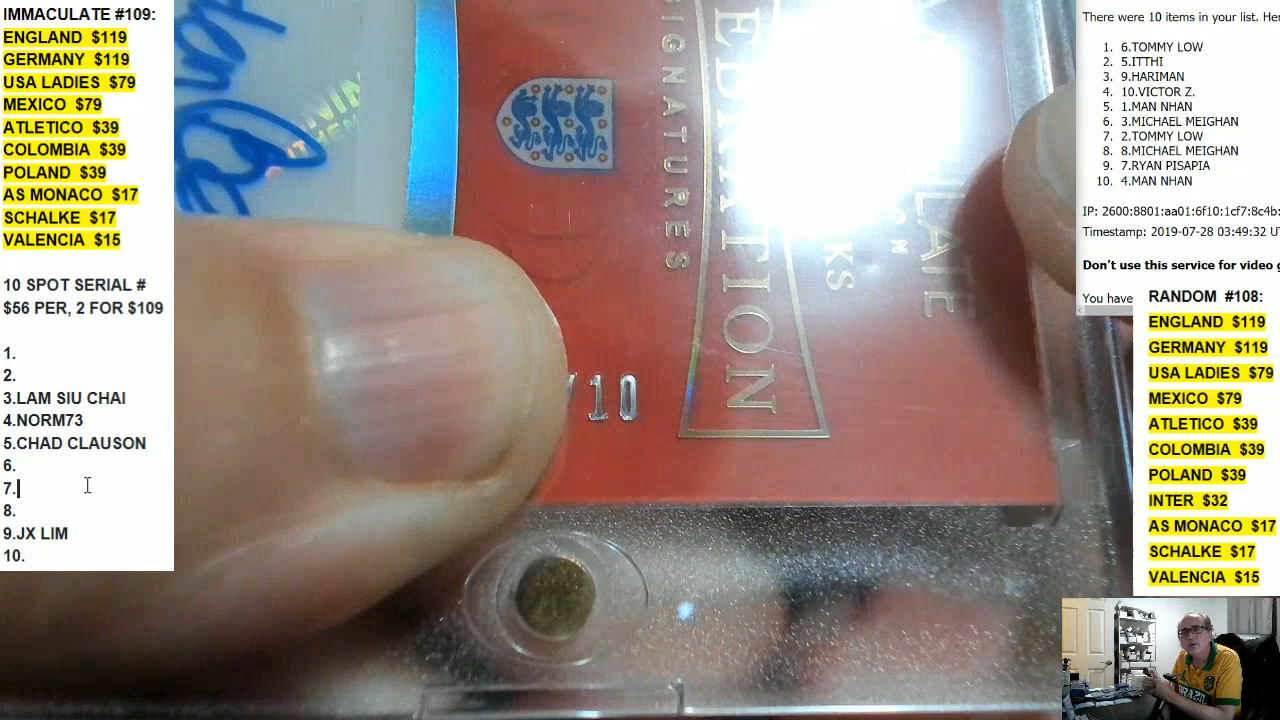 IMMACULATE #109:
ENGLAND $119
GERMANY $119
USA LADIES $79
MEXICO $79
ATLETICO $39
COLOMBIA $39
POLAND $39
AS MONACO $17
SCHALKE $17
VALENCIA $15
10 SPOT SERIAL #
$56 PER, 2 FOR $109
1.
2.
3.LAM SIU CHAI
4.NORM73
5.CHAD CLAUSON
6.
7.
8.
9.JX LIM
10.
SIGNATURES
/10
There were 10 items in your list. He
1. 6.TOMMY LOW
2. 5.ITTHI
3. 9.HARIMAN
4. 10.VICTOR Z.
5. 1.MAN NHAN
6. 3.MICHAEL MEIGHAN
7. 2.TOMMY LOW
8. 8.MICHAEL MEIGHAN
9. 7.RYAN PISAPIA
10. 4.MAN NHAN
IP: 2600:8801:aa01:6f10:1cf7:8c4b:
Timestamp: 2019-07-28 03:49:32 U
Don't use this service for video g
You have
RANDOM #108:
ENGLAND $119
GERMANY $119
USA LADIES $79
MEXICO $79
ATLETICO $39
COLOMBIA $39
POLAND $39
INTER $32
AS MONACO $17
SCHALKE $17
VALENCIA $15